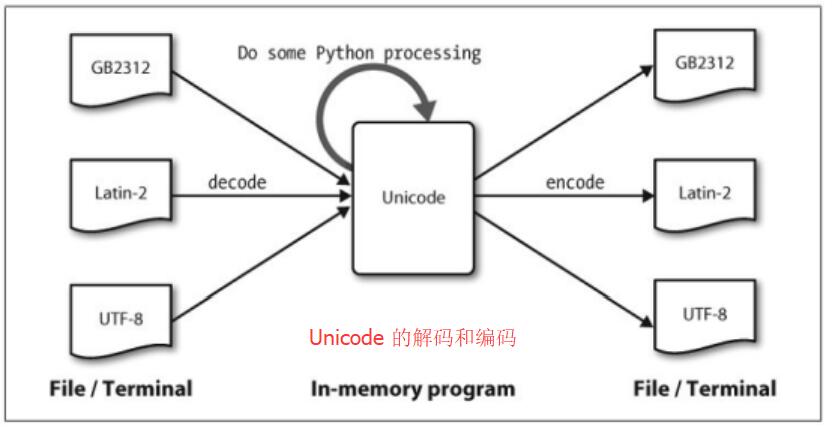 Do some Python processing
GB2312
GB2312
Latin-2
decode
Unicode
encode
Latin-2
UTF-8
UTF-8
Unicode 的解码和编码
File / Terminal
In-memory program
File / Terminal